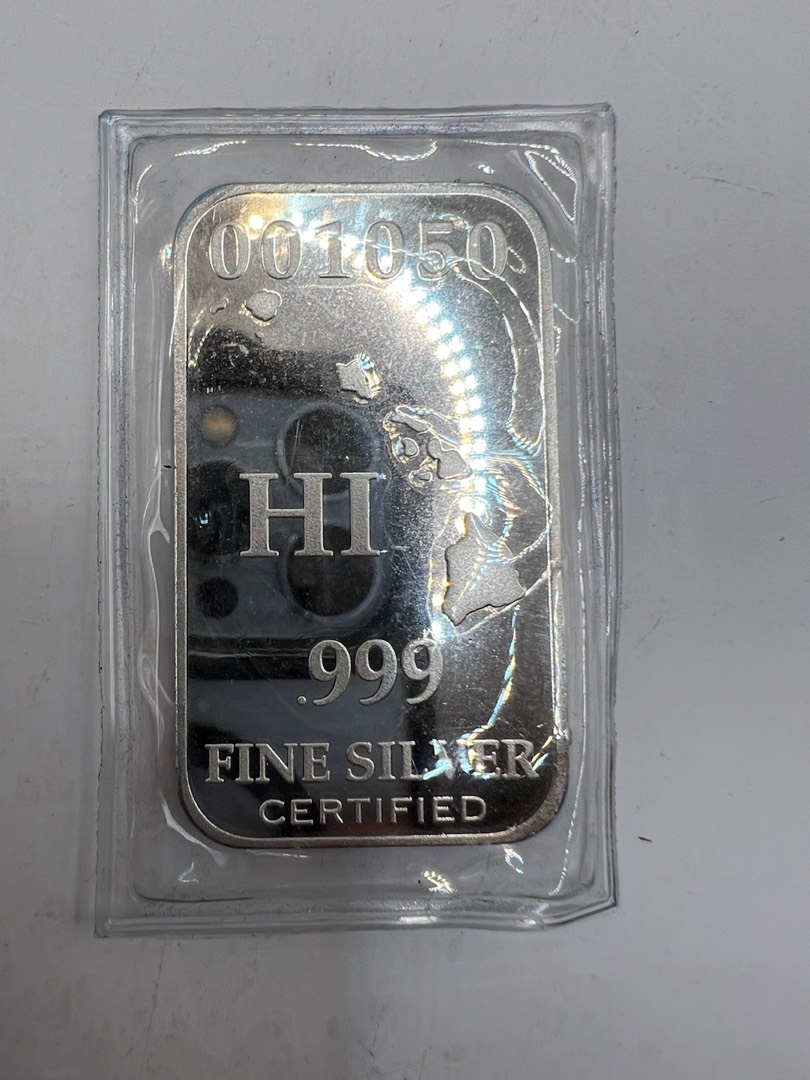 001050
HI
.999
FINE SILVER
CERTIFIED